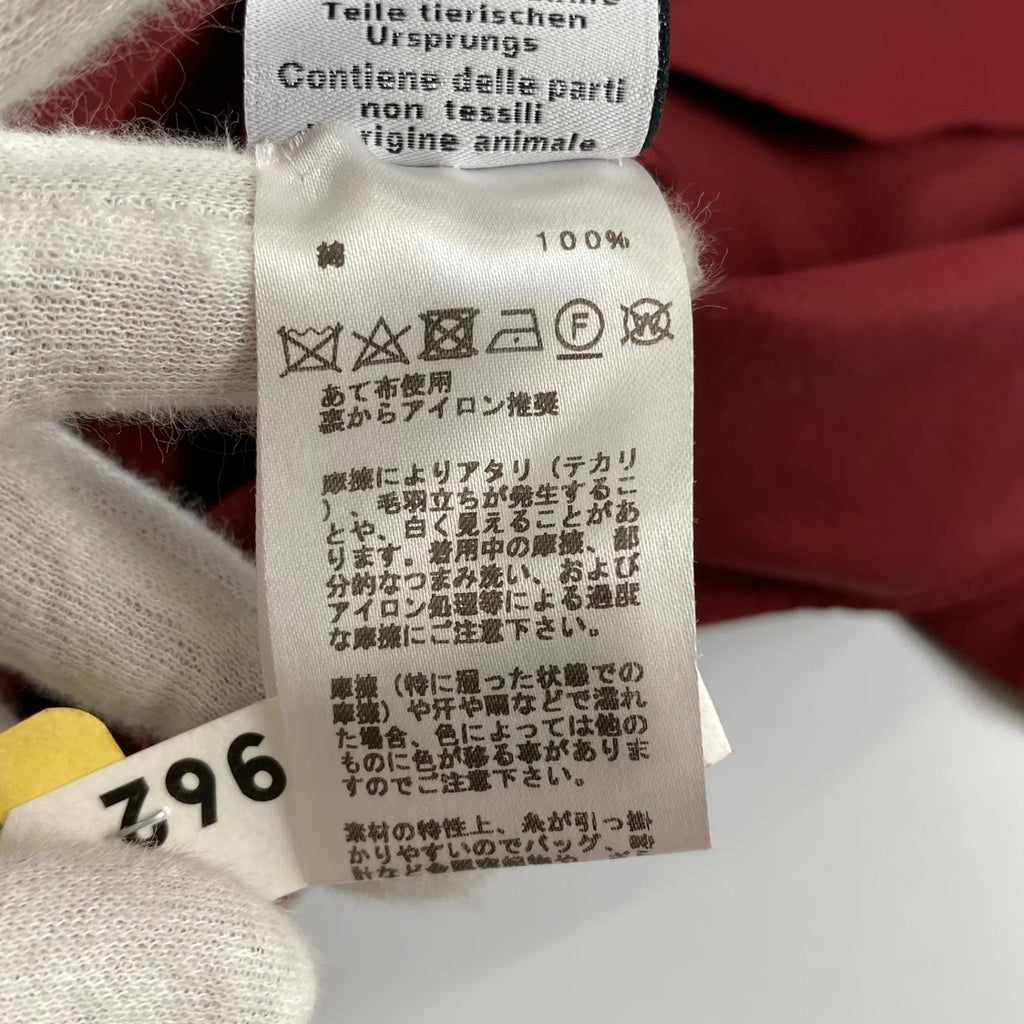 Teile tierischen
Ursprungs
Contiene delle parti
non tessili
d'origine animale
綿 100%
F W
あて布使用
裏からアイロン推奨
摩擦によりアタリ（テカリ
）、毛羽立ちが発生するこ
とや、白く見えることがあ
ります。着用中の摩擦、部
分的なつまみ洗い、および
アイロン処理等による過度
な摩擦にご注意下さい。
摩擦（特に湿った状態での
摩擦）や汗や雨などで濡れ
た場合、色によっては他の
ものに色が移る事がありま
すのでご注意下さい。
素材の特性上、糸が引っ掛
かりやすいのでバッグ、時
計など金属
396